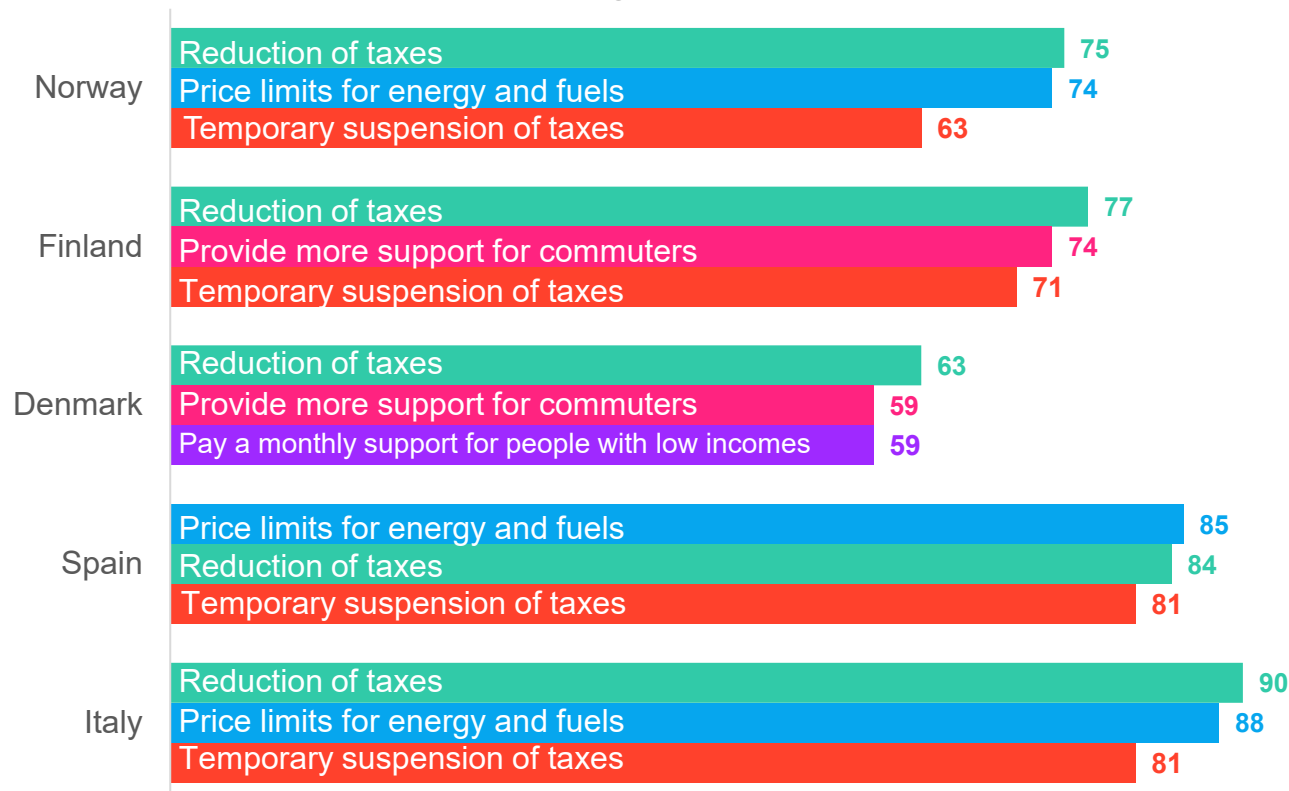 Norway
Reduction of taxes 75
Price limits for energy and fuels 74
Temporary suspension of taxes 63
Finland
Reduction of taxes 77
Provide more support for commuters 74
Temporary suspension of taxes 71
Denmark
Reduction of taxes 63
Provide more support for commuters 59
Pay a monthly support for people with low incomes 59
Spain
Price limits for energy and fuels 85
Reduction of taxes 84
Temporary suspension of taxes 81
Italy
Reduction of taxes 90
Price limits for energy and fuels 88
Temporary suspension of taxes 81